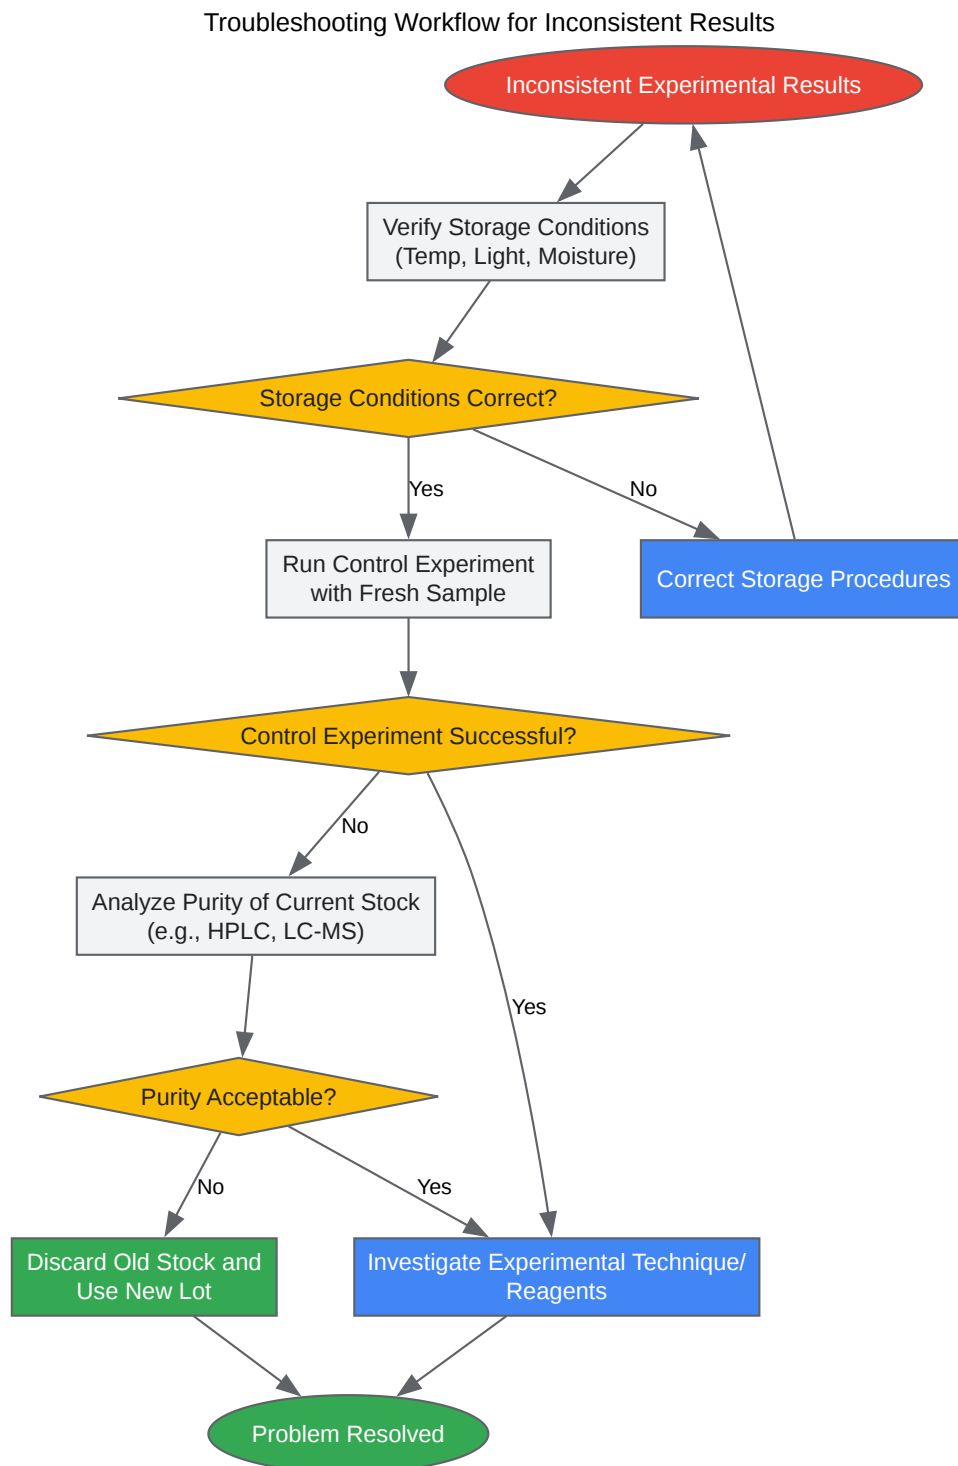 Troubleshooting Workflow for Inconsistent Results
Inconsistent Experimental Results
Verify Storage Conditions
(Temp, Light, Moisture)
Storage Conditions Correct?
Yes
No
Run Control Experiment
with Fresh Sample
Correct Storage Procedures
Control Experiment Successful?
No
Analyze Purity of Current Stock
(e.g., HPLC, LC-MS)
Yes
Purity Acceptable?
No
Yes
Discard Old Stock and
Use New Lot
Investigate Experimental Technique/
Reagents
Problem Resolved